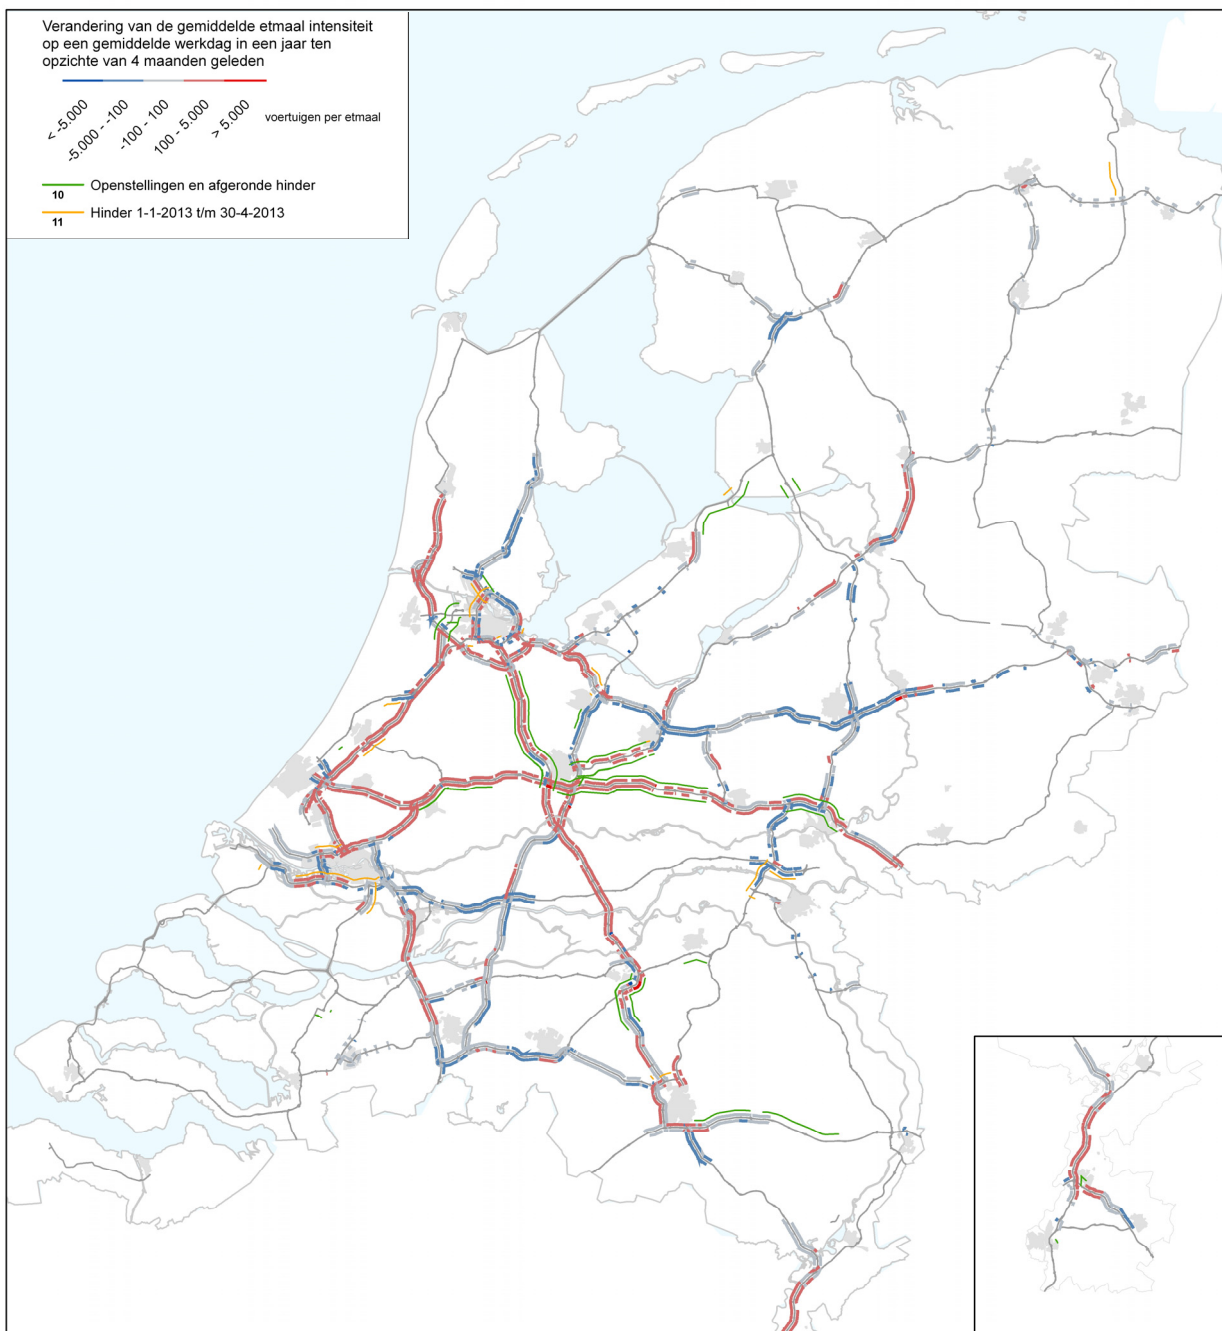 Verandering van de gemiddelde etmaal intensiteit
op een gemiddelde werkdag in een jaar ten
opzichte van 4 maanden geleden
< -5.000
-5.000 - -100
-100 - 100
100 - 5.000
> 5.000
voertuigen per etmaal
Openstellingen en afgeronde hinder
10
Hinder 1-1-2013 t/m 30-4-2013
11